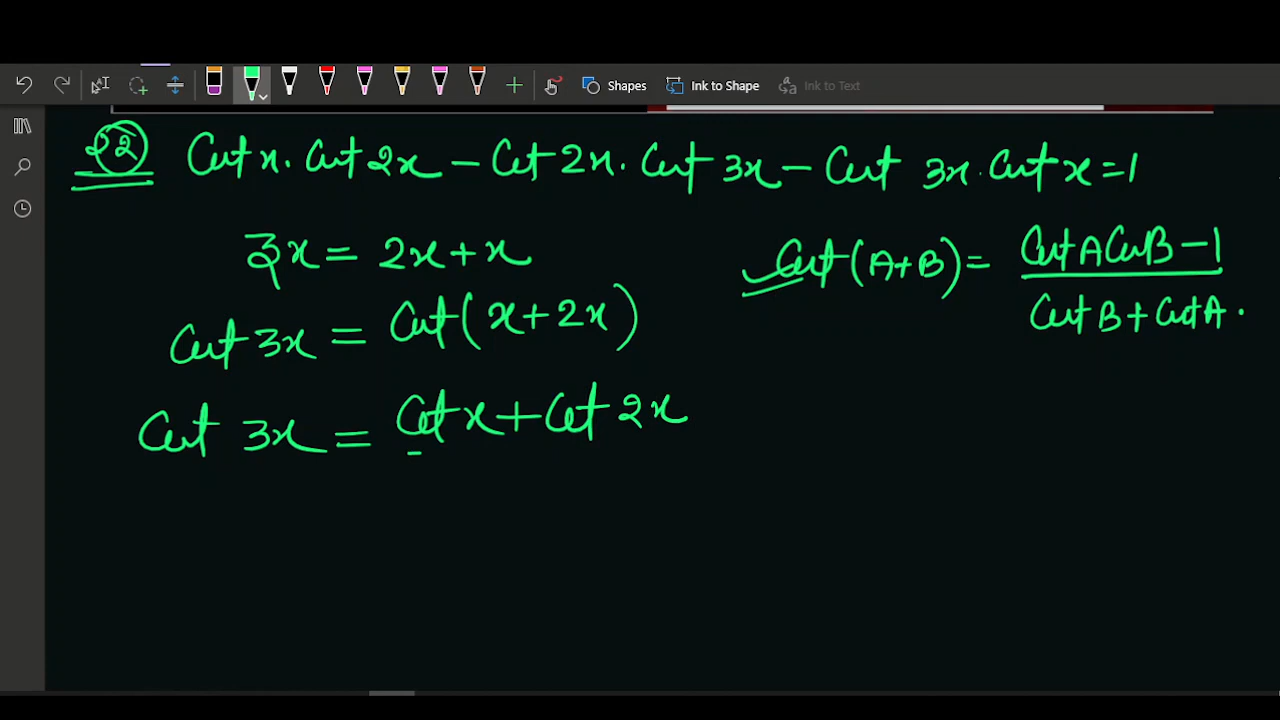 Shapes Ink to Shape Ink to Text
22 Cot x · Cot 2x − Cot 2x · Cot 3x − Cot 3x · Cot x = 1
3x = 2x + x
Cot (A+B) = Cot A Cot B − 1 / Cot B + Cot A .
Cot 3x = Cot (x + 2x)
Cot 3x = Cot x + Cot 2x